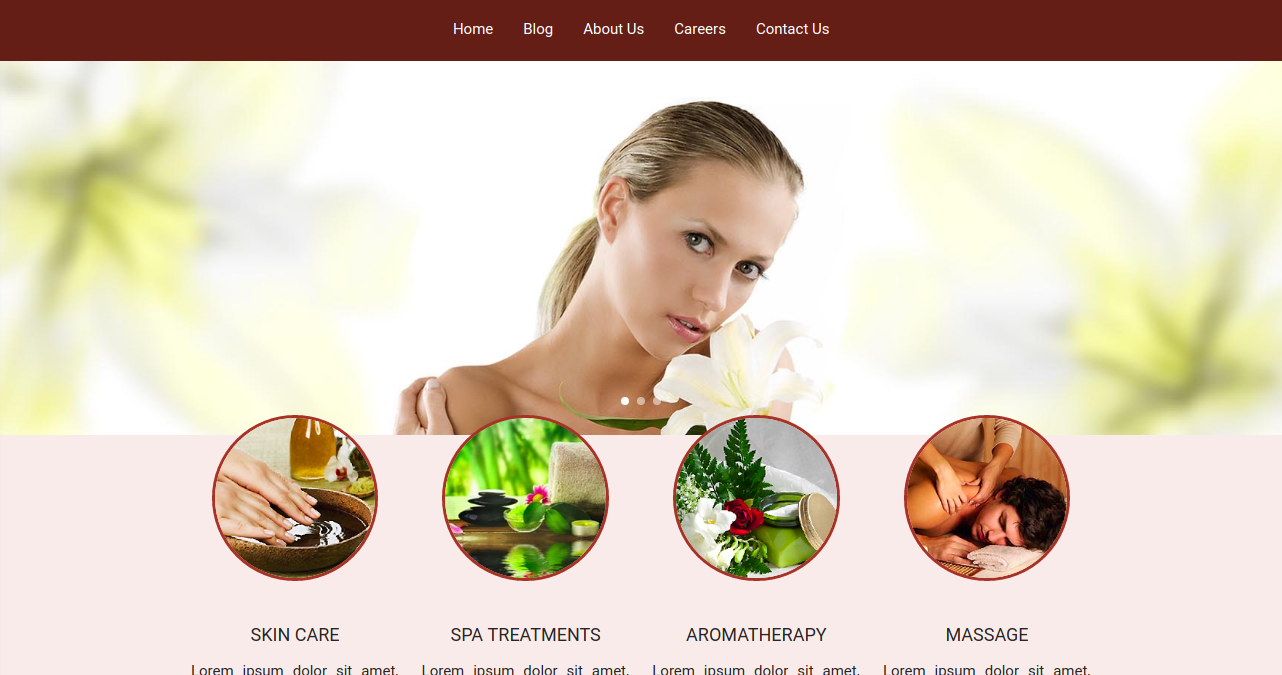 Home Blog About Us Careers Contact Us
SKIN CARE SPA TREATMENTS AROMATHERAPY MASSAGE
Lorem ipsum dolor sit amet, Lorem ipsum dolor sit amet, Lorem ipsum dolor sit amet, Lorem ipsum dolor sit amet,